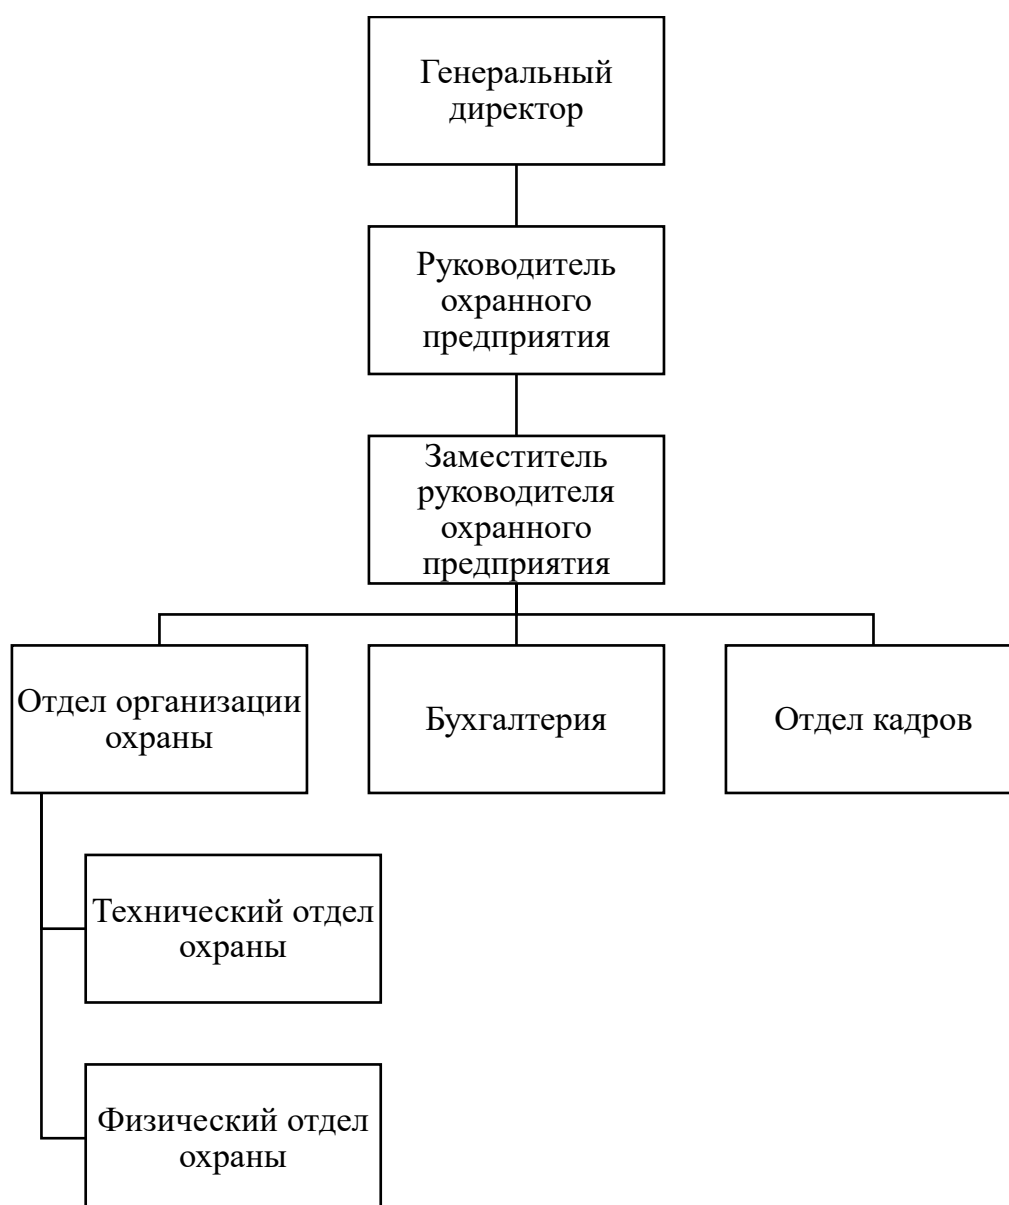 Генеральный
директор
Руководитель
охранного
предприятия
Заместитель
руководителя
охранного
предприятия
Отдел организации
охраны
Бухгалтерия
Отдел кадров
Технический отдел
охраны
Физический отдел
охраны